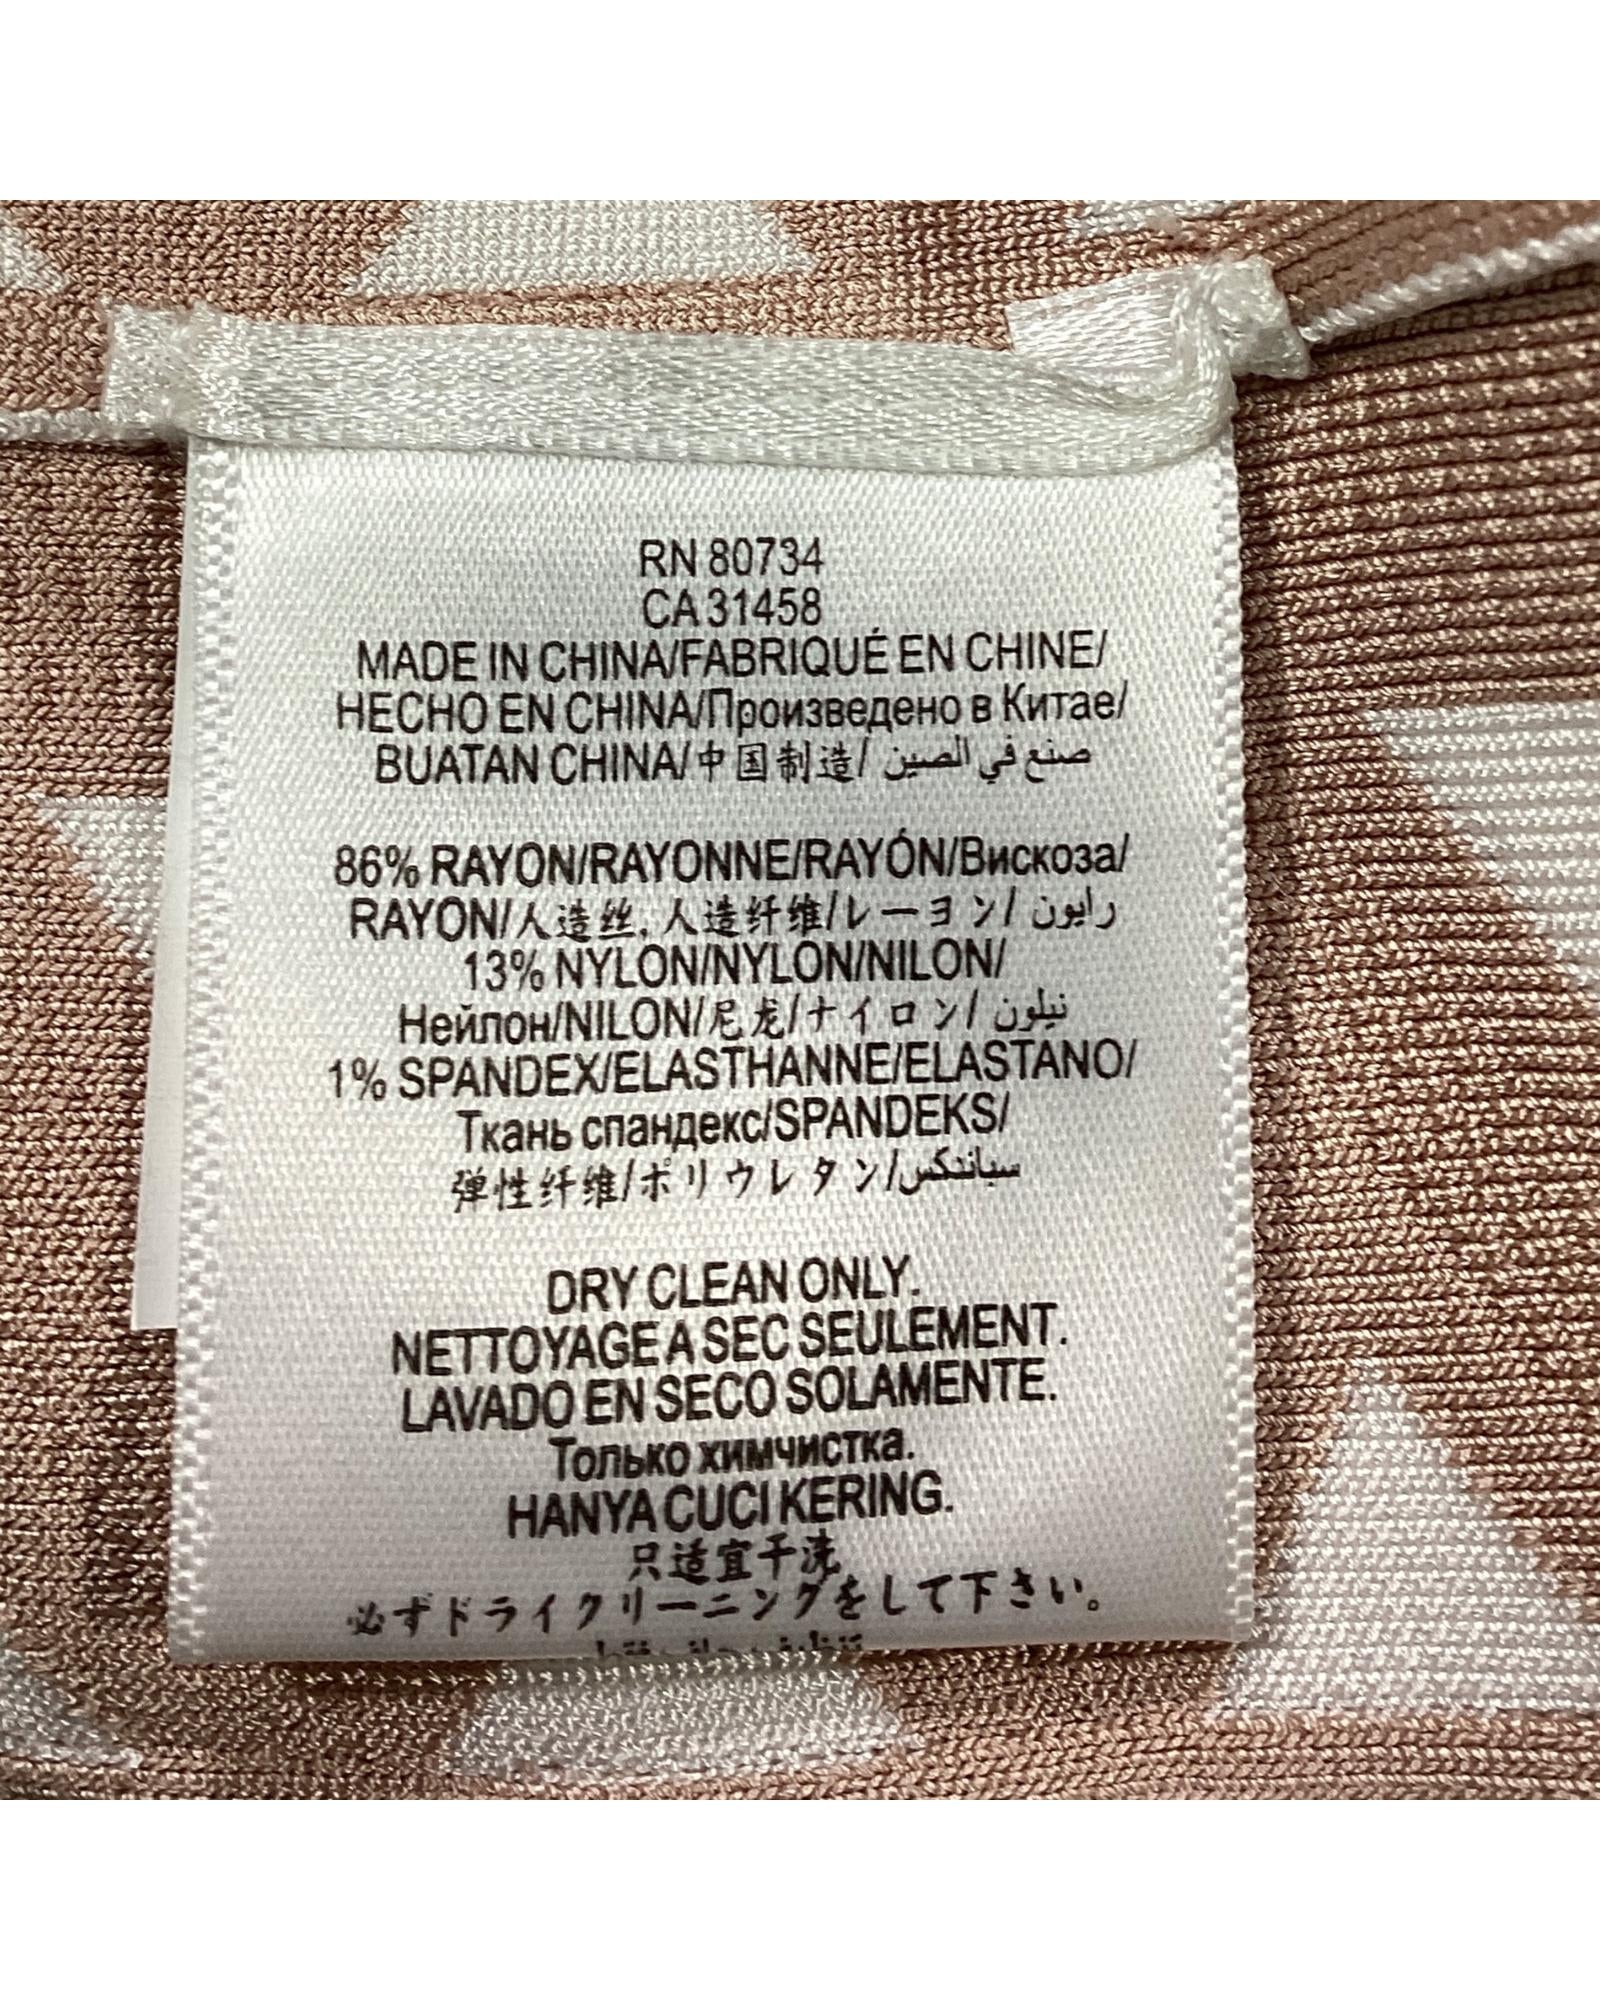 RN 80734
CA 31458
MADE IN CHINA/FABRIQUÉ EN CHINE/
HECHO EN CHINA/Произведено в Китае/
BUATAN CHINA/中国制造/ صنع في الصين
86% RAYON/RAYONNE/RAYÓN/Вискоза/
RAYON/人造丝, 人造纤维/レーヨン/ رايون
13% NYLON/NYLON/NILON/
Нейлон/NILON/尼龙/ナイロン/ نيلون
1% SPANDEX/ELASTHANNE/ELASTANO/
Ткань спандекс/SPANDEKS/
弹性纤维/ポリウレタン/سباندكس
DRY CLEAN ONLY.
NETTOYAGE A SEC SEULEMENT.
LAVADO EN SECO SOLAMENTE.
Только химчистка.
HANYA CUCI KERING.
只适宜干洗
必ずドライクリーニングをして下さい。